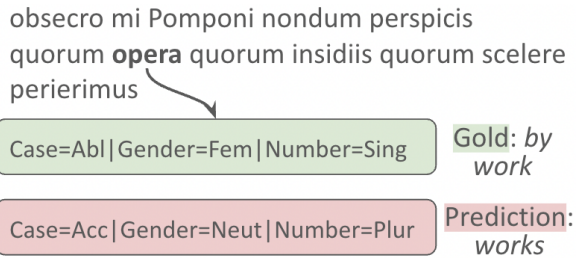 obsecro mi Pomponi nondum perspicis
quorum opera quorum insidiis quorum scelere
perierimus
Case=Abl|Gender=Fem|Number=Sing
Gold: by
work
Case=Acc|Gender=Neut|Number=Plur
Prediction:
works